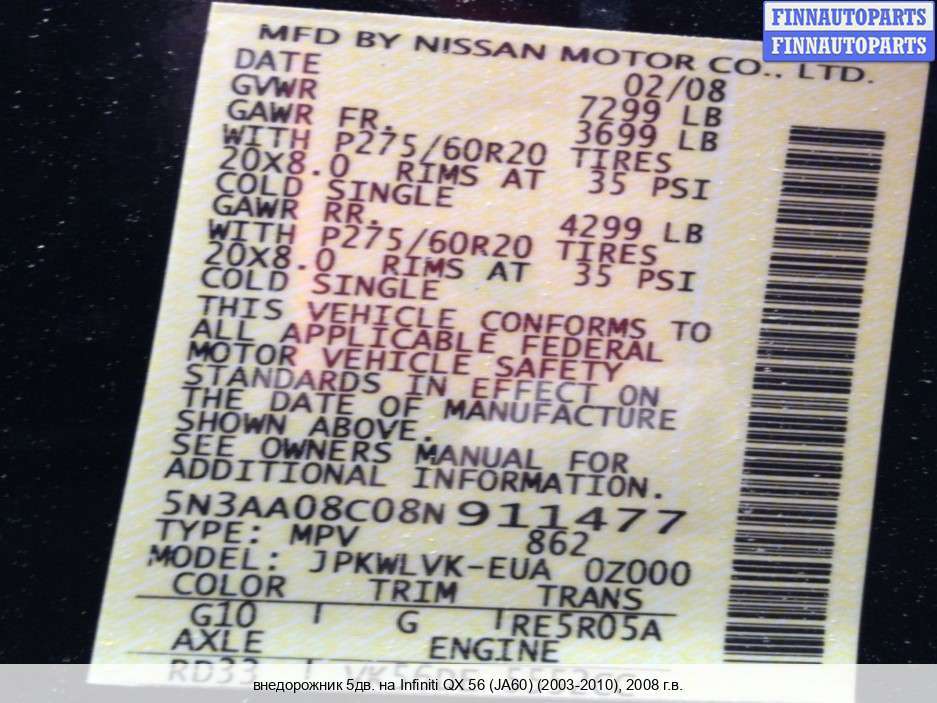 FINNAUTOPARTS
FINNAUTOPARTS
MFD BY NISSAN MOTOR CO., LTD.
DATE 02/08
GVWR 7299 LB
GAWR FR. 3699 LB
WITH P275/60R20 TIRES
20X8.0 RIMS AT 35 PSI
COLD SINGLE
GAWR RR. 4299 LB
WITH P275/60R20 TIRES
20X8.0 RIMS AT 35 PSI
COLD SINGLE
THIS VEHICLE CONFORMS TO
ALL APPLICABLE FEDERAL
MOTOR VEHICLE SAFETY
STANDARDS IN EFFECT ON
THE DATE OF MANUFACTURE
SHOWN ABOVE.
SEE OWNERS MANUAL FOR
ADDITIONAL INFORMATION.
5N3AA08C08N911477
TYPE: MPV 862
MODEL: JPKWLVK-EUA 0Z000
COLOR TRIM TRANS
G10 G RE5R05A
AXLE ENGINE
RD33 VK56DE 5552CC
внедорожник 5дв. на Infiniti QX 56 (JA60) (2003-2010), 2008 г.в.